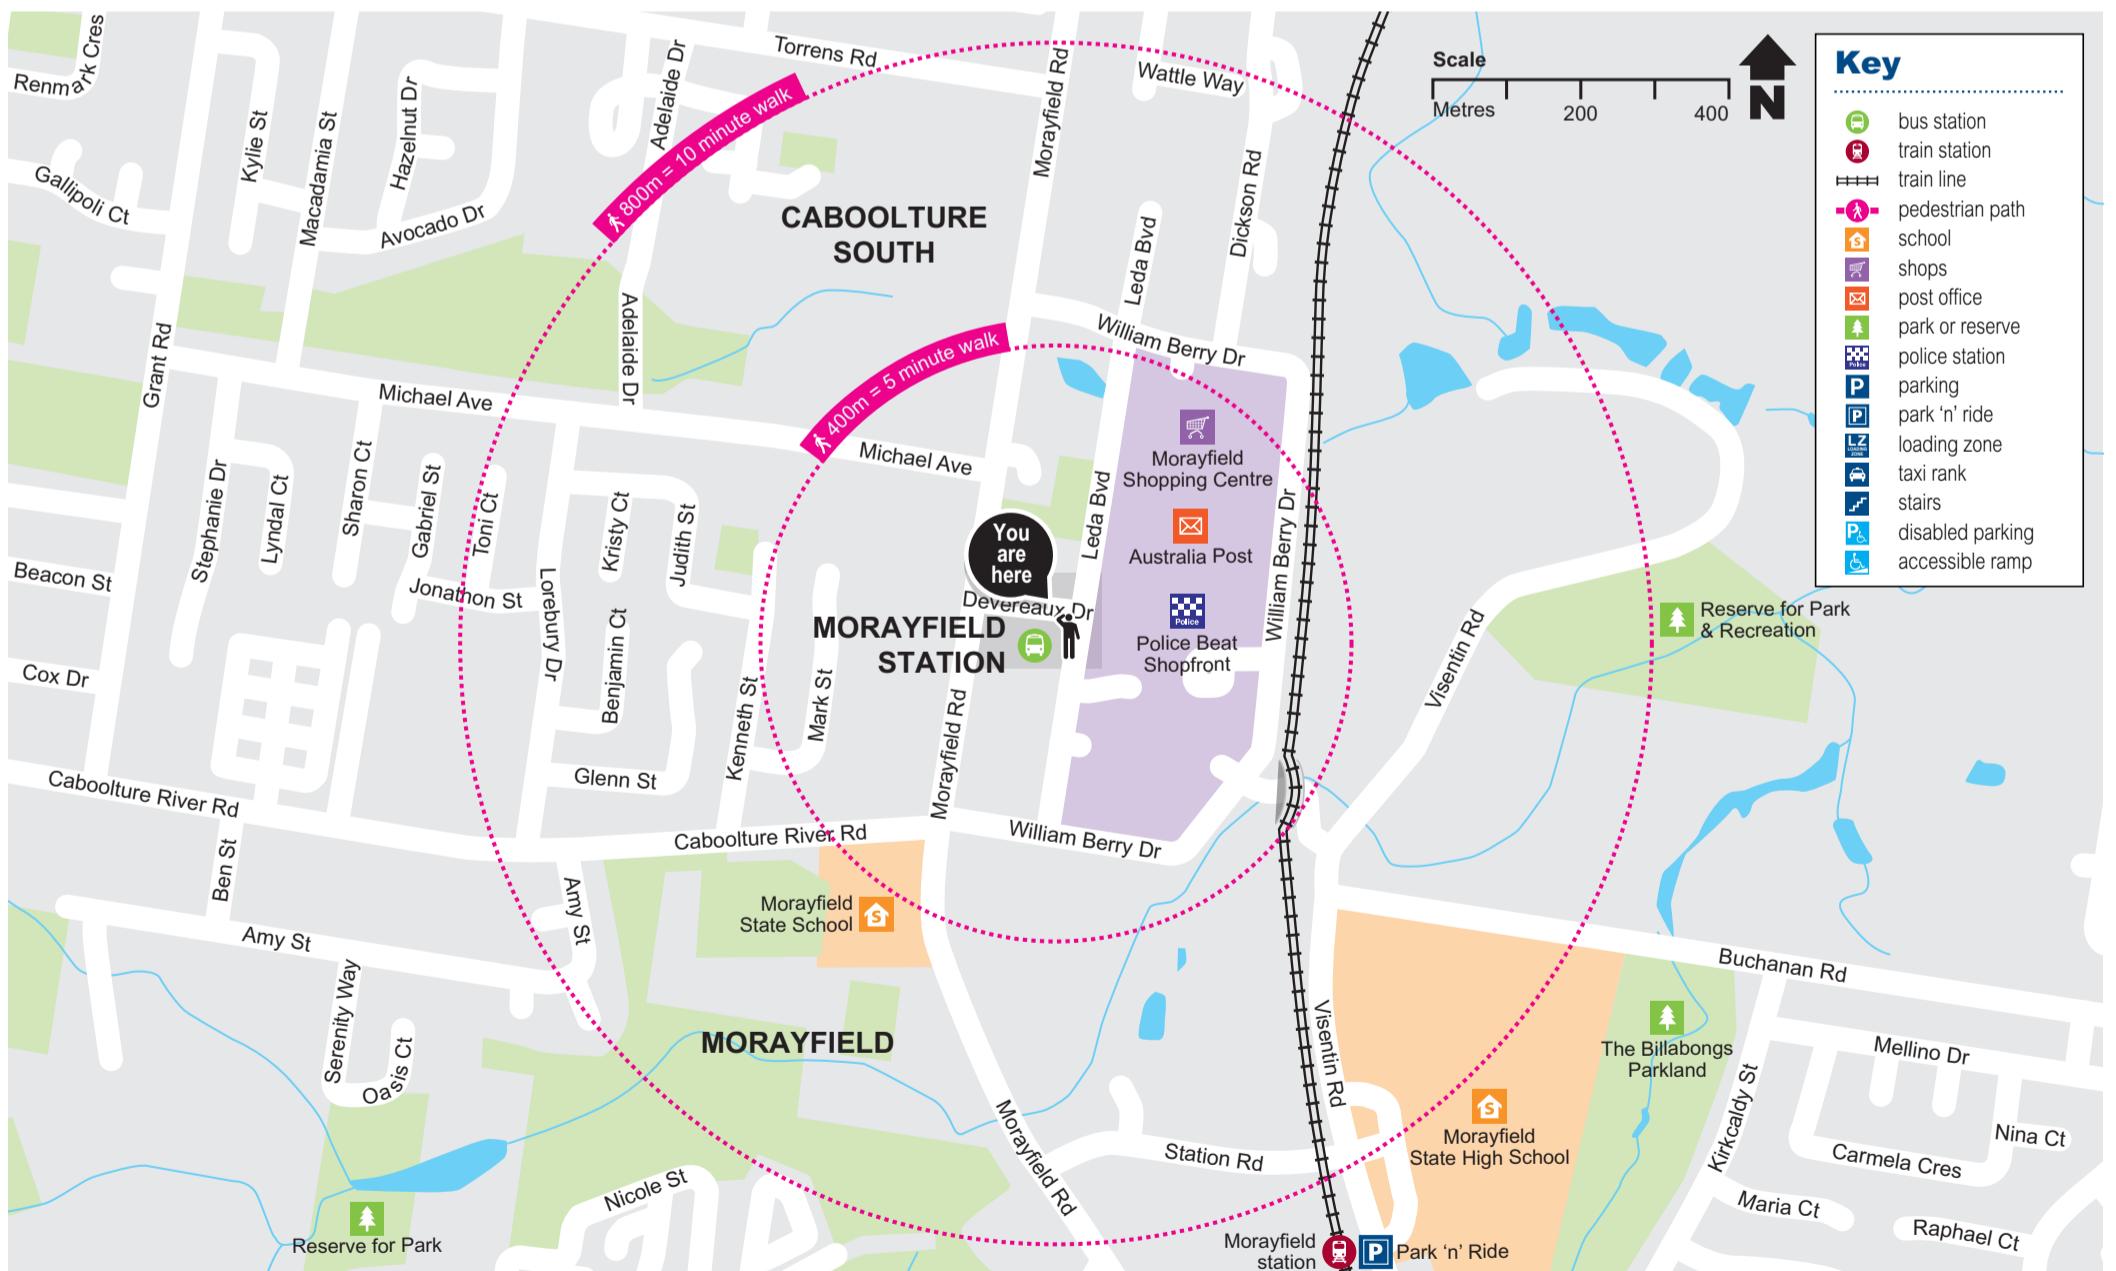 Renmark Cres
Torrens Rd
Adelaide Dr
Morayfield Rd
Wattle Way
Scale
Metres
200
400
N
Key
bus station
train station
train line
pedestrian path
school
shops
post office
park or reserve
Police
police station
P
parking
P
park ‘n’ ride
LZ
LOADING
ZONE
loading zone
taxi rank
stairs
P
disabled parking
accessible ramp
800m = 10 minute walk
Kylie St
Macadamia St
Hazelnut Dr
Gallipoli Ct
Avocado Dr
CABOOLTURE
SOUTH
Leda Bvd
Dickson Rd
Adelaide Dr
Grant Rd
William Berry Dr
400m = 5 minute walk
Michael Ave
Michael Ave
Morayfield
Shopping Centre
Stephanie Dr
Lyndal Ct
Sharon Ct
Gabriel St
Toni Ct
Kristy Ct
Judith St
Leda Bvd
William Berry Dr
You
are
here
Australia Post
Beacon St
Jonathon St
Lorebury Dr
Benjamin Ct
Devereaux Dr
MORAYFIELD
STATION
Police
Police Beat
Shopfront
Visentin Rd
Reserve for Park
& Recreation
Cox Dr
Kenneth St
Mark St
Morayfield Rd
Glenn St
Caboolture River Rd
Caboolture River Rd
William Berry Dr
Ben St
Amy St
Amy St
Morayfield
State School
S
Buchanan Rd
Serenity Way
Oasis Ct
MORAYFIELD
Visentin Rd
The Billabongs
Parkland
Mellino Dr
Kirkcaldy St
Nina Ct
Carmela Cres
Maria Ct
Raphael Ct
S
Morayfield
State High School
Morayfield Rd
Station Rd
Nicole St
Reserve for Park
Morayfield
station
P
Park ‘n’ Ride